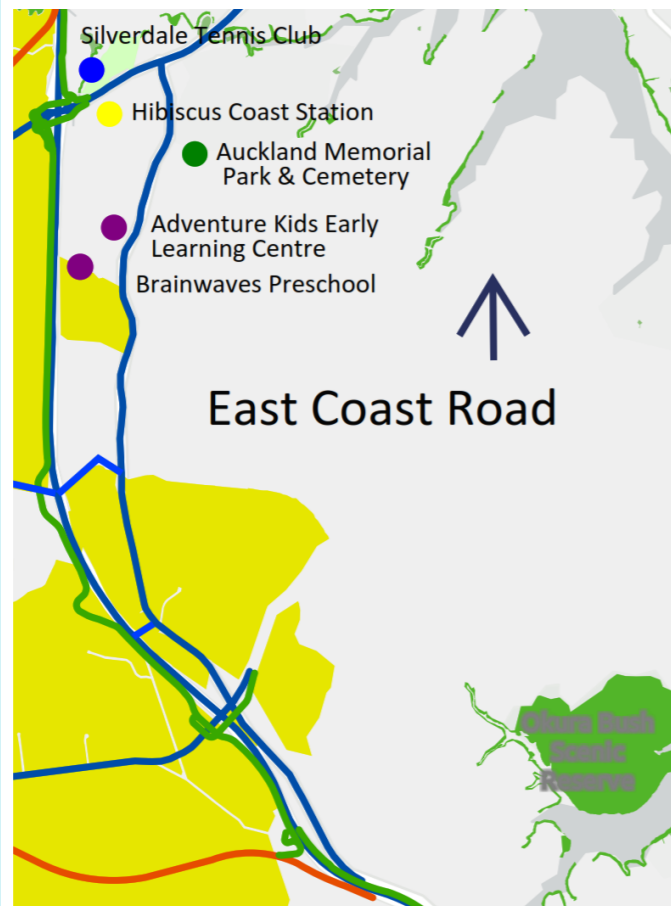 Silverdale Tennis Club
Hibiscus Coast Station
Auckland Memorial
Park & Cemetery
Adventure Kids Early
Learning Centre
Brainwaves Preschool
East Coast Road
Okura Bush
Scenic
Reserve